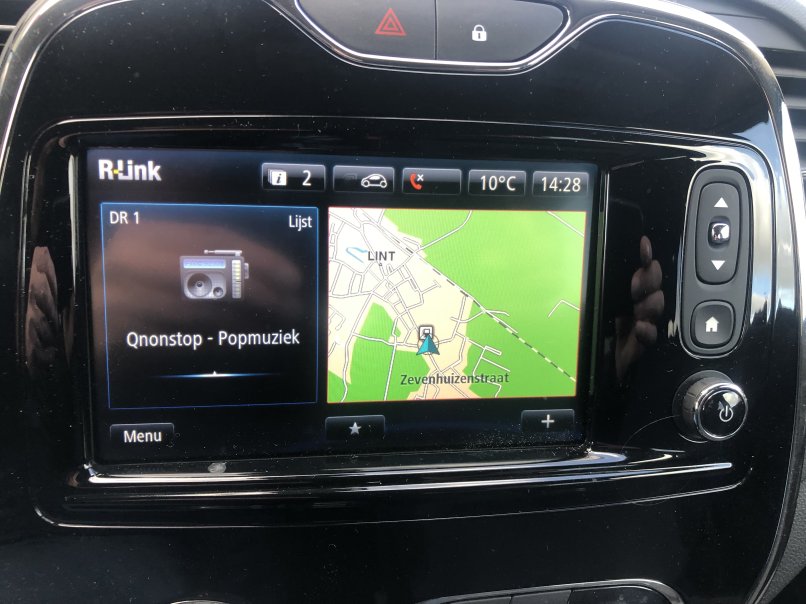 R-Link
2
10°C
14:28
DR 1
Lijst
Qnonstop - Popmuziek
LINT
Zevenhuizenstraat
Menu